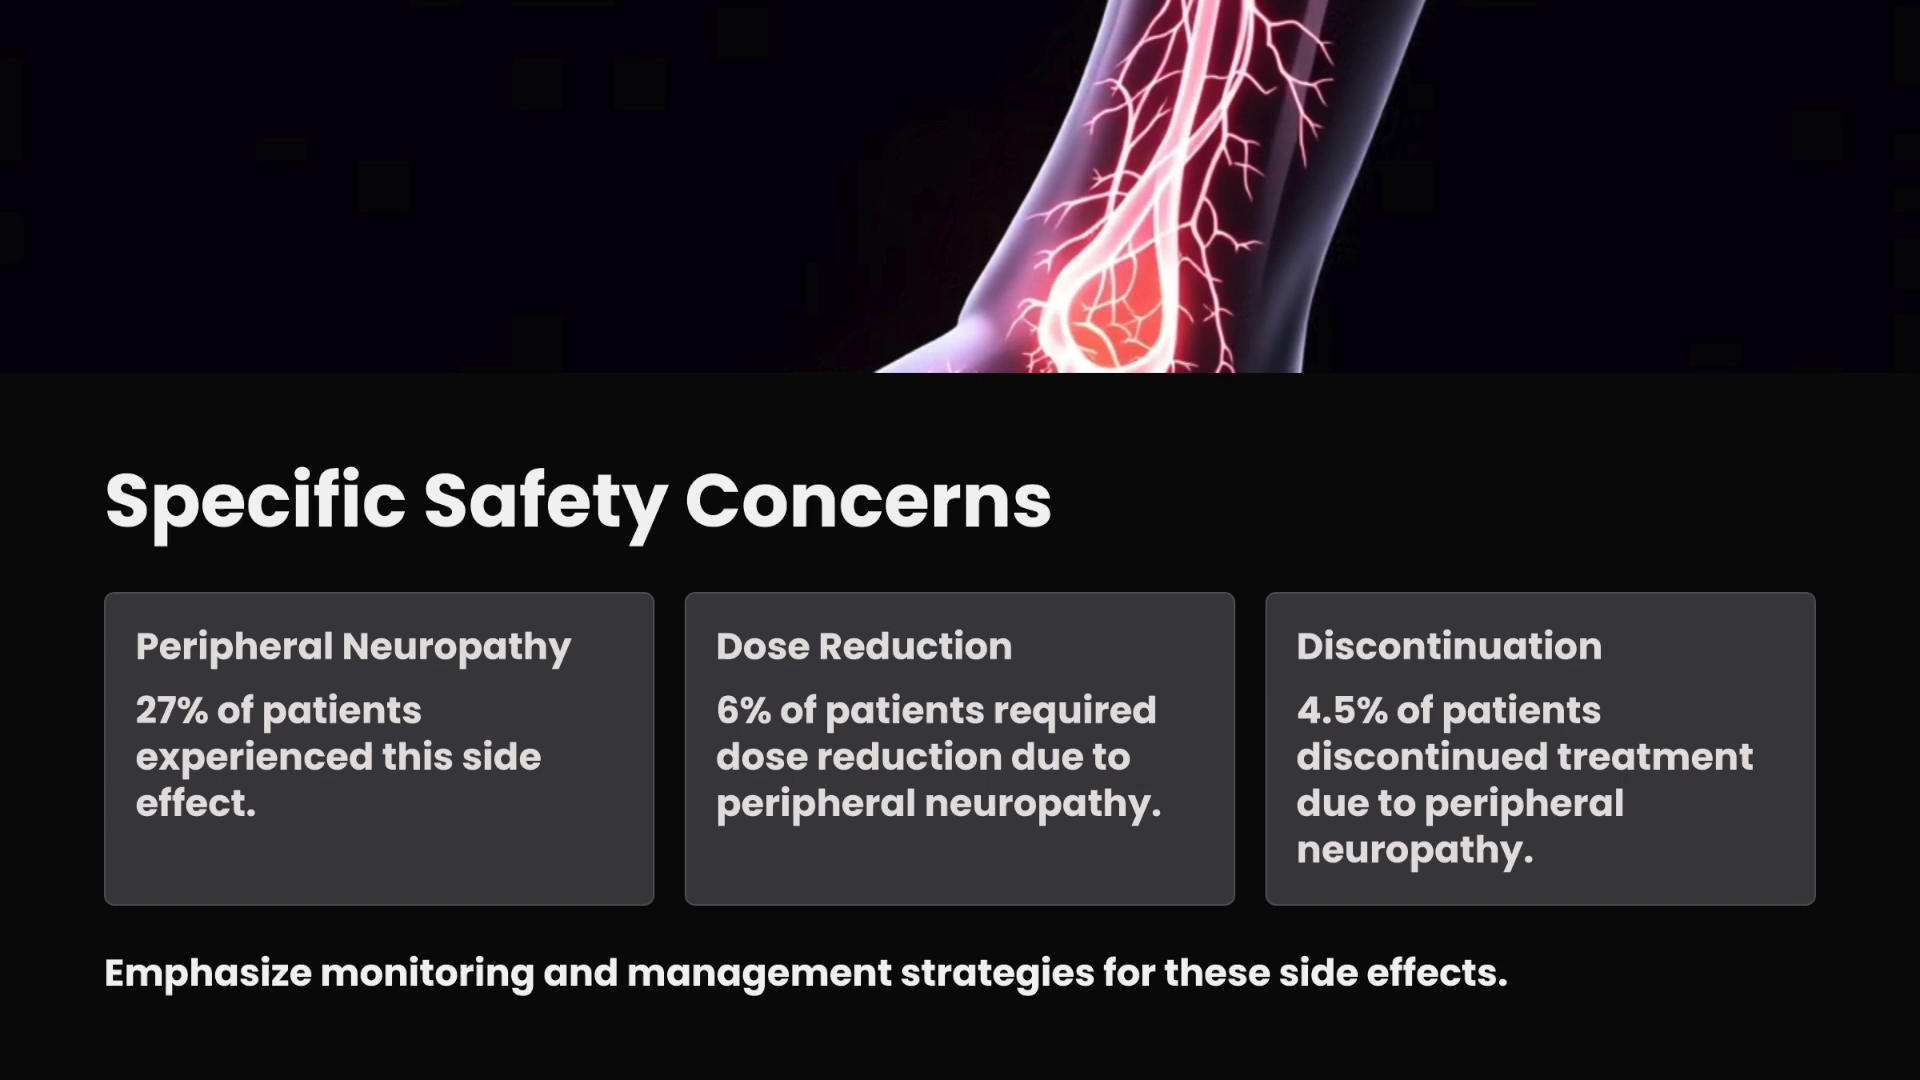 Specific Safety Concerns
Peripheral Neuropathy
27% of patients
experienced this side
effect.
Dose Reduction
6% of patients required
dose reduction due to
peripheral neuropathy.
Discontinuation
4.5% of patients
discontinued treatment
due to peripheral
neuropathy.
Emphasize monitoring and management strategies for these side effects.